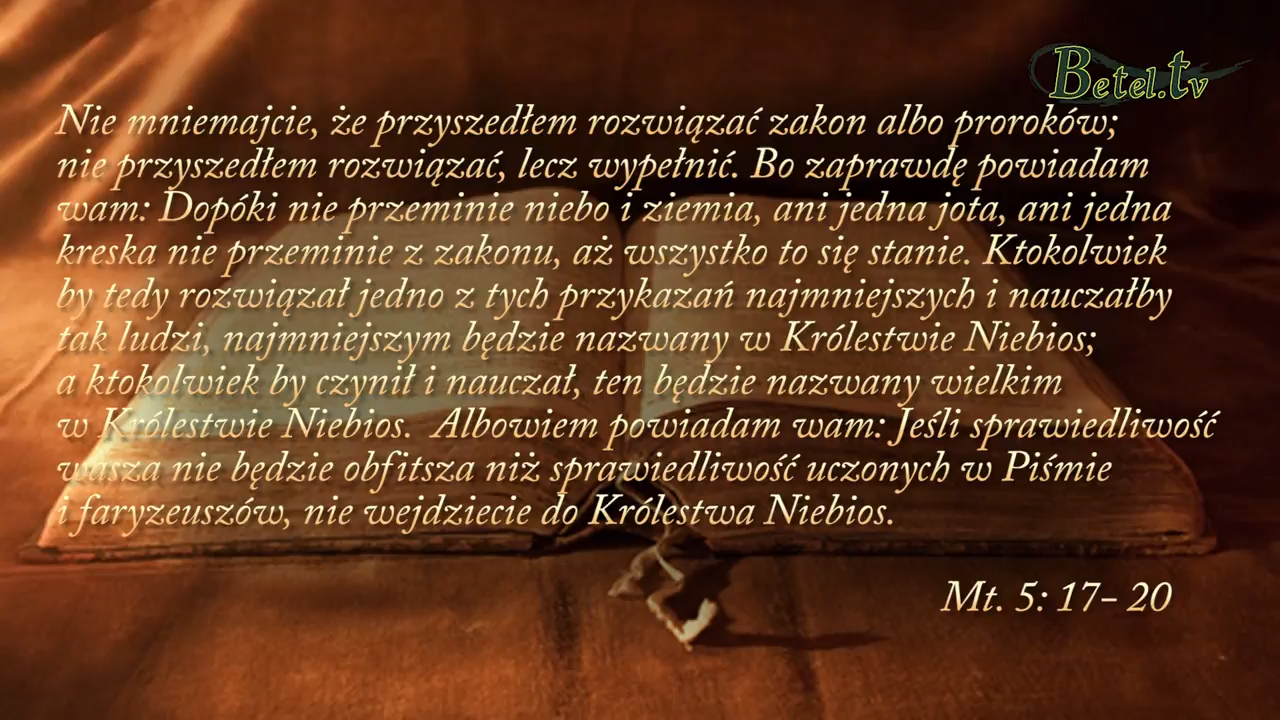 Betel.tv
Nie mniemajcie, że przyszedłem rozwiązać zakon albo proroków;
nie przyszedłem rozwiązać, lecz wypełnić. Bo zaprawdę powiadam
wam: Dopóki nie przeminie niebo i ziemia, ani jedna jota, ani jedna
kreska nie przeminie z zakonu, aż wszystko to się stanie. Ktokolwiek
by tedy rozwiązał jedno z tych przykazań najmniejszych i nauczałby
tak ludzi, najmniejszym będzie nazwany w Królestwie Niebios;
a ktokolwiek by czynił i nauczał, ten będzie nazwany wielkim
w Królestwie Niebios. Albowiem powiadam wam: Jeśli sprawiedliwość
wasza nie będzie obfitsza niż sprawiedliwość uczonych w Piśmie
i faryzeuszów, nie wejdziecie do Królestwa Niebios.
Mt. 5: 17- 20